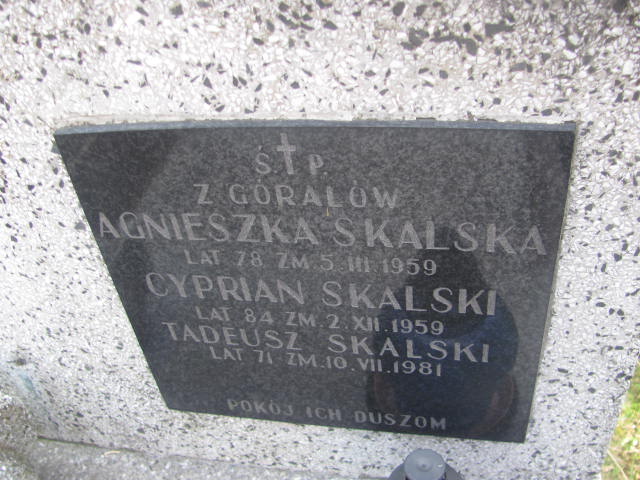 Ś.✝P.
Z GÓRALÓW
AGNIESZKA SKALSKA
LAT 78 ZM. 5.III.1959
CYPRIAN SKALSKI
LAT 84 ZM. 2.XII.1959
TADEUSZ SKALSKI
LAT 71 ZM. 10.VII.1981
POKÓJ ICH DUSZOM